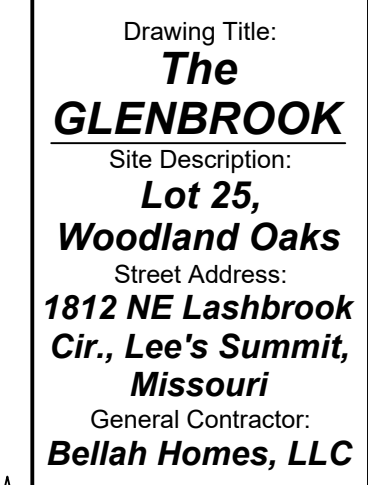 Drawing Title:
The
GLENBROOK
Site Description:
Lot 25,
Woodland Oaks
Street Address:
1812 NE Lashbrook
Cir., Lee's Summit,
Missouri
General Contractor:
Bellah Homes, LLC